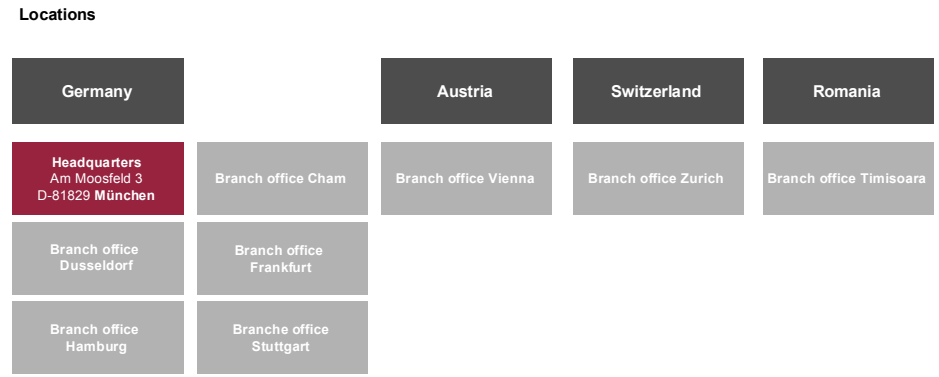 Locations
Germany
Austria
Switzerland
Romania
Headquarters
Am Moosfeld 3
D-81829 München
Branch office Cham
Branch office Vienna
Branch office Zurich
Branch office Timisoara
Branch office
Dusseldorf
Branch office
Frankfurt
Branch office
Hamburg
Branche office
Stuttgart